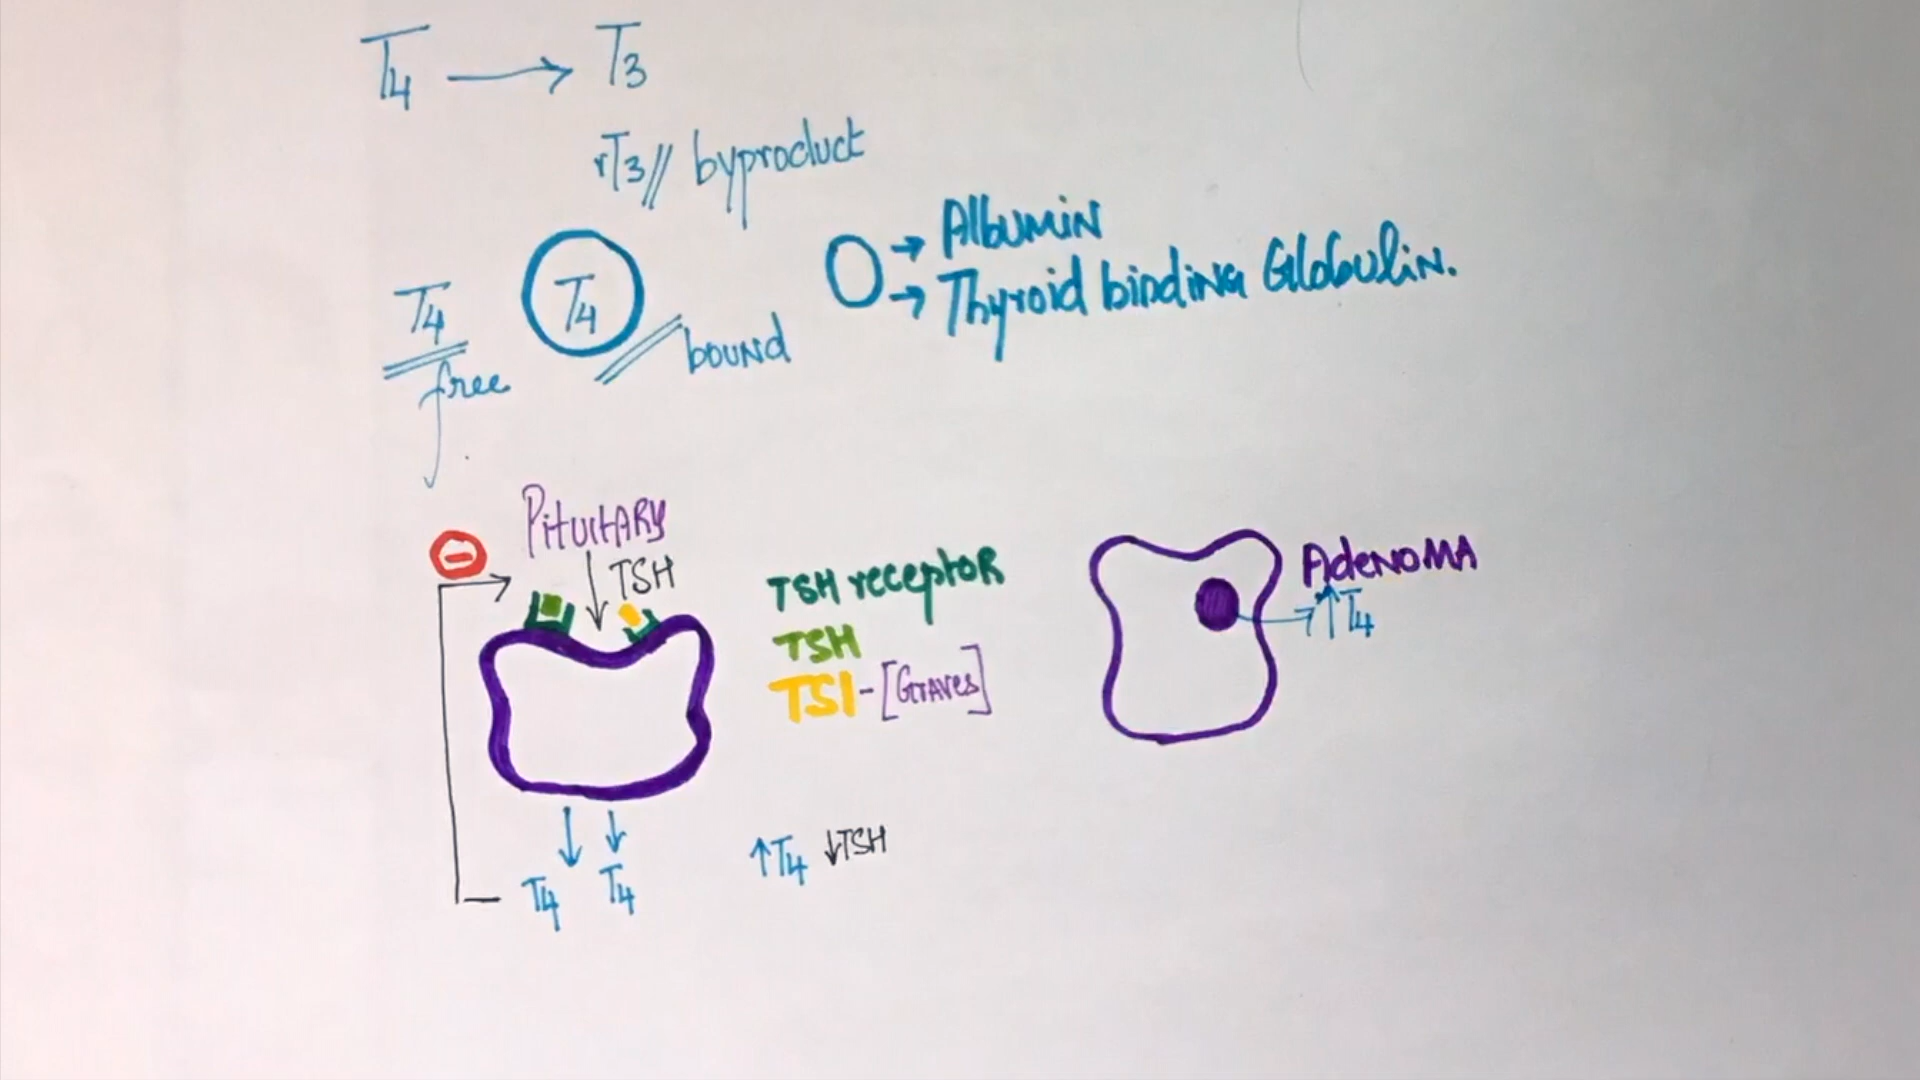 T4 → T3
rT3// byproduct
→ Albumin
→ Thyroid binding Globulin.
T4
free
T4
bound
Pituitary
TSH
TSH receptor
TSH
TSI - [Graves]
Adenoma
↑T4
↑T4 ↓TSH
T4 T4